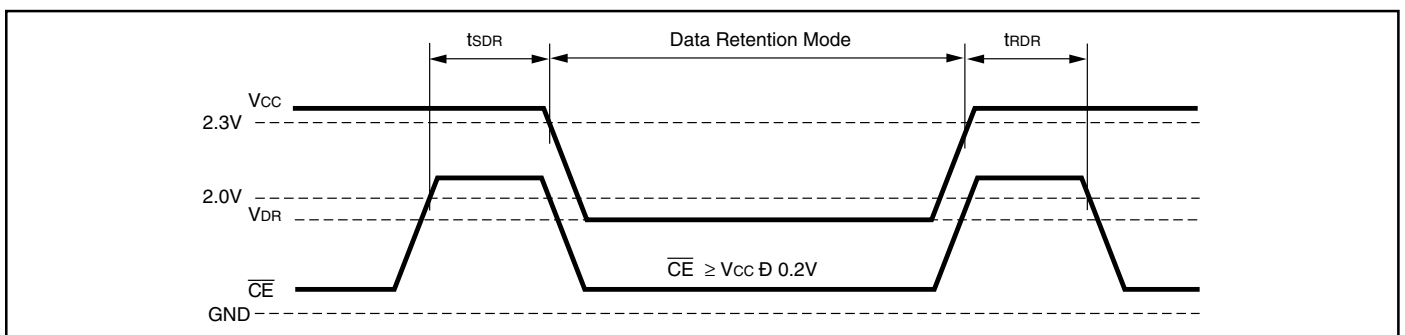 tSDR Data Retention Mode tRDR
VCC
2.3V
2.0V
VDR
CE ≥ VCC Ð 0.2V
CE
GND